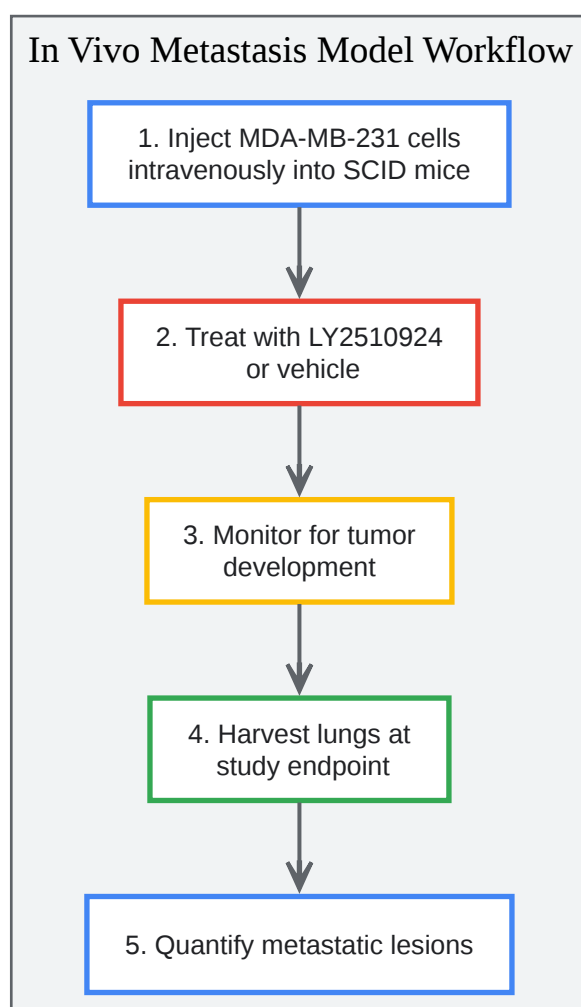 In Vivo Metastasis Model Workflow
1. Inject MDA-MB-231 cells
intravenously into SCID mice
2. Treat with LY2510924
or vehicle
3. Monitor for tumor
development
4. Harvest lungs at
study endpoint
5. Quantify metastatic lesions